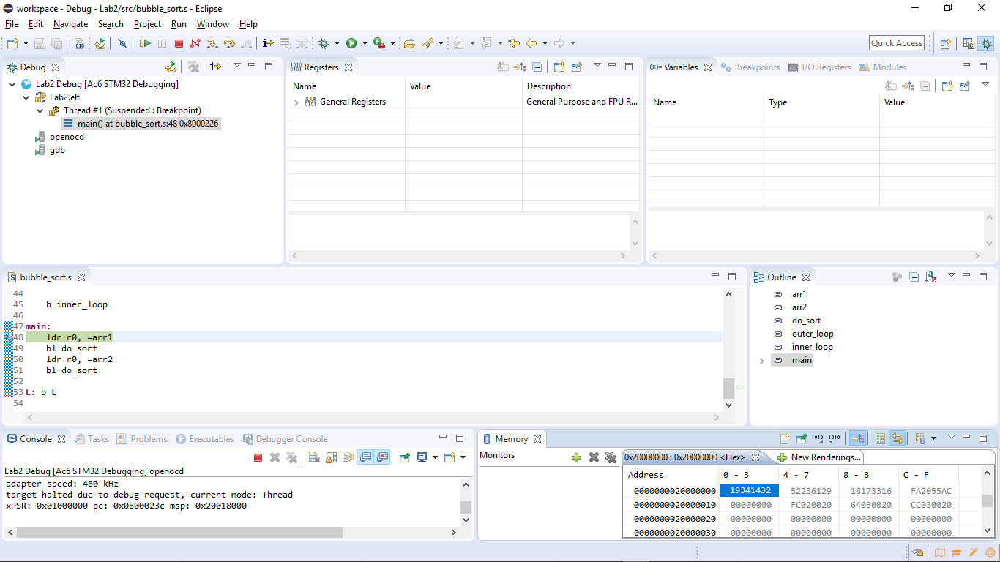 workspace - Debug - Lab2/src/bubble_sort.s - Eclipse
File Edit Navigate Search Project Run Window Help
Quick Access
Debug
Lab2 Debug [Ac6 STM32 Debugging]
Lab2.elf
Thread #1 (Suspended : Breakpoint)
main() at bubble_sort.s:48 0x8000226
openocd
gdb
Registers
Name Value Description
General Registers General Purpose and FPU R...
(x)= Variables Breakpoints I/O Registers Modules
Name Type Value
bubble_sort.s
44
45 b inner_loop
46
47 main:
48 ldr r0, =arr1
49 bl do_sort
50 ldr r0, =arr2
51 bl do_sort
52
53 L: b L
54
Outline
arr1
arr2
do_sort
outer_loop
inner_loop
main
Console Tasks Problems Executables Debugger Console
Lab2 Debug [Ac6 STM32 Debugging] openocd
adapter speed: 480 kHz
target halted due to debug-request, current mode: Thread
xPSR: 0x01000000 pc: 0x0800023c msp: 0x20018000
Memory
Monitors
0x20000000 : 0x20000000 <Hex> New Renderings...
Address 0 - 3 4 - 7 8 - B C - F
0000000020000000 19341432 52236129 18173316 FA2055AC
0000000020000010 00000000 FC020020 64030020 CC030020
0000000020000020 00000000 00000000 00000000 00000000
0000000020000030 00000000 00000000 00000000 00000000